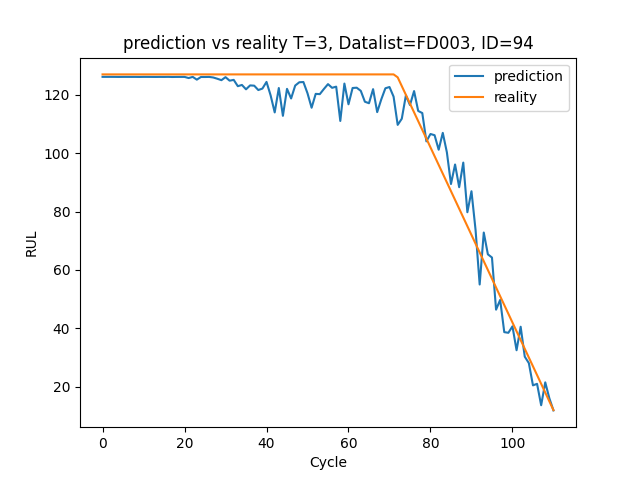 prediction vs reality T=3, Datalist=FD003, ID=94
prediction
reality
RUL
120
100
80
60
40
20
0 20 40 60 80 100
Cycle